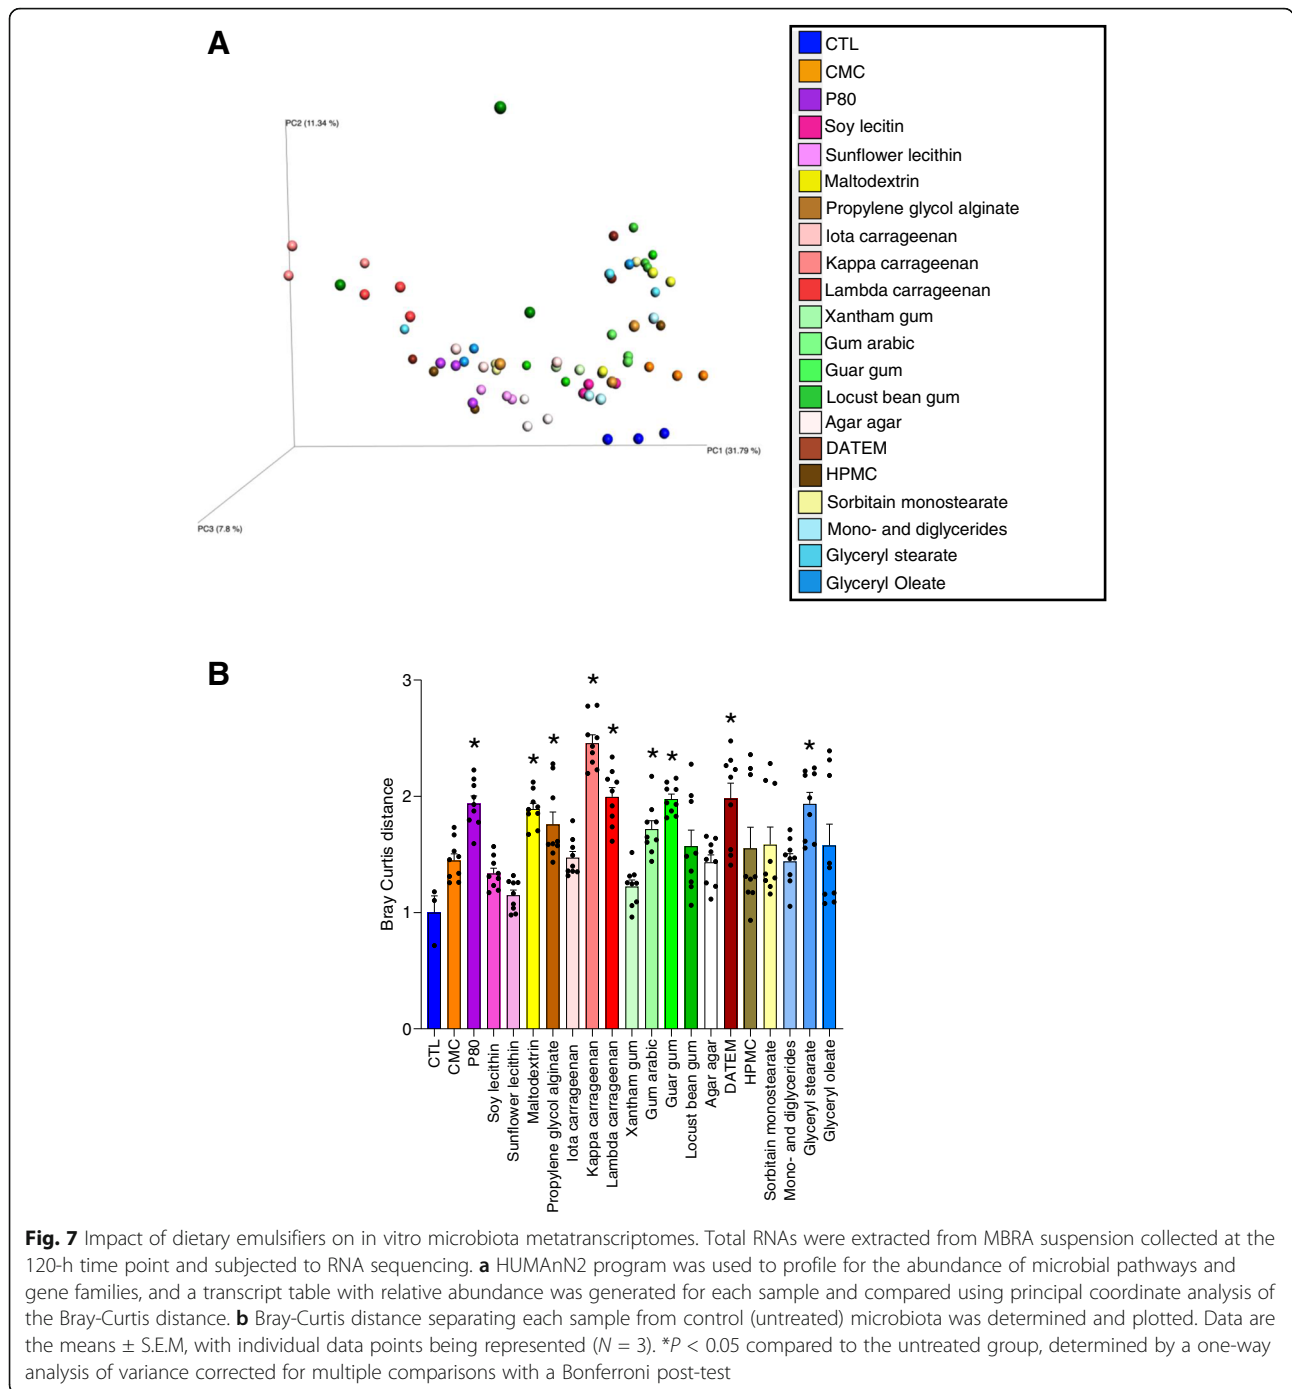 A
PC2 (11.34 %)
PC1 (31.79 %)
PC3 (7.8 %)
CTL
CMC
P80
Soy lecitin
Sunflower lecithin
Maltodextrin
Propylene glycol alginate
Iota carrageenan
Kappa carrageenan
Lambda carrageenan
Xantham gum
Gum arabic
Guar gum
Locust bean gum
Agar agar
DATEM
HPMC
Sorbitain monostearate
Mono- and diglycerides
Glyceryl stearate
Glyceryl Oleate
B
Bray Curtis distance
3
2
1
0
* * * * * * * * *
CTL
CMC
P80
Soy lecithin
Sunflower lecithin
Maltodextrin
Propylene glycol alginate
Iota carrageenan
Kappa carrageenan
Lambda carrageenan
Xantham gum
Gum arabic
Guar gum
Locust bean gum
Agar agar
DATEM
HPMC
Sorbitain monostearate
Mono- and diglycerides
Glyceryl stearate
Glyceryl oleate
Fig. 7 Impact of dietary emulsifiers on in vitro microbiota metatranscriptomes. Total RNAs were extracted from MBRA suspension collected at the
120-h time point and subjected to RNA sequencing. a HUMAnN2 program was used to profile for the abundance of microbial pathways and
gene families, and a transcript table with relative abundance was generated for each sample and compared using principal coordinate analysis of
the Bray-Curtis distance. b Bray-Curtis distance separating each sample from control (untreated) microbiota was determined and plotted. Data are
the means ± S.E.M, with individual data points being represented (N = 3). *P < 0.05 compared to the untreated group, determined by a one-way
analysis of variance corrected for multiple comparisons with a Bonferroni post-test